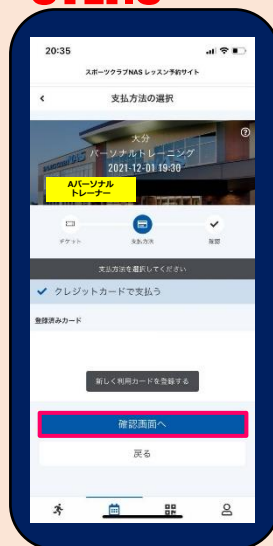 20:35
スポーツクラブNAS レッスン予約サイト
支払方法の選択
大分
パーソナルトレーニング
2021-12-01 19:30
Aパーソナル
トレーナー
チケット 支払方法 確認
支払方法を選択してください
クレジットカードで支払う
登録済みカード
新しく利用カードを登録する
確認画面へ
戻る